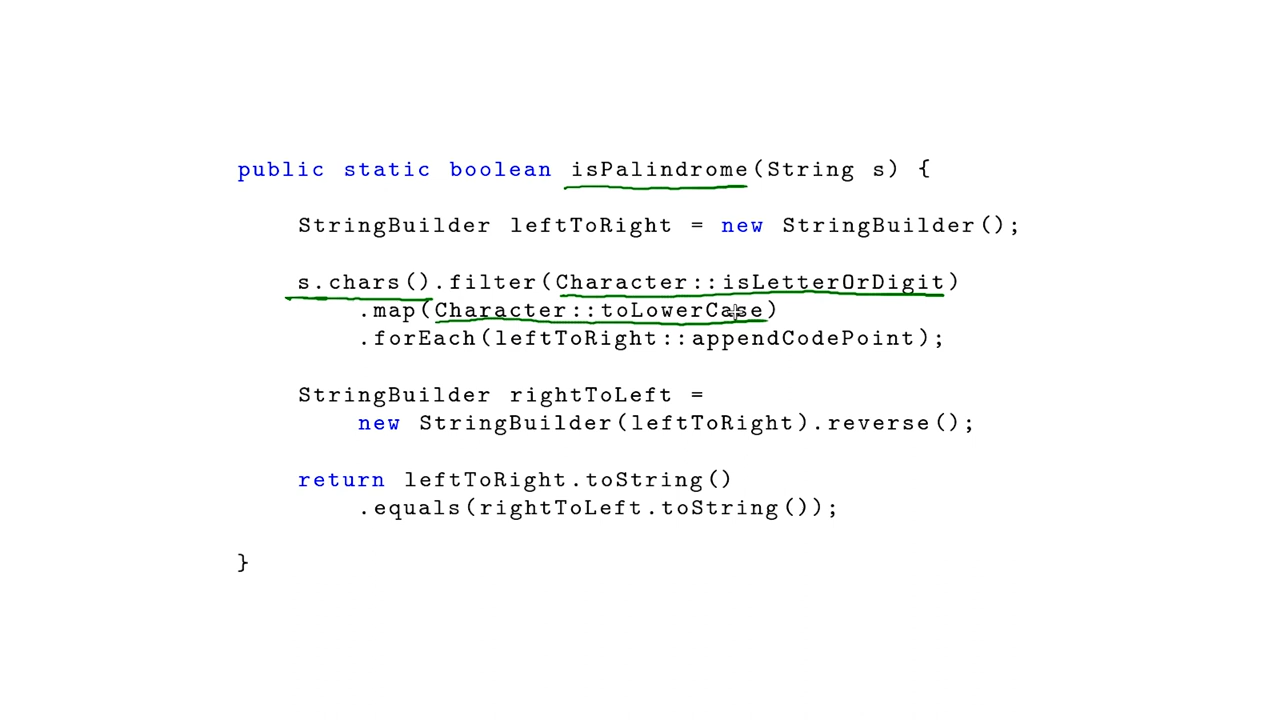 public static boolean isPalindrome(String s) {
StringBuilder leftToRight = new StringBuilder();
s.chars().filter(Character::isLetterOrDigit)
.map(Character::toLowerCase)
.forEach(leftToRight::appendCodePoint);
StringBuilder rightToLeft =
new StringBuilder(leftToRight).reverse();
return leftToRight.toString()
.equals(rightToLeft.toString());
}